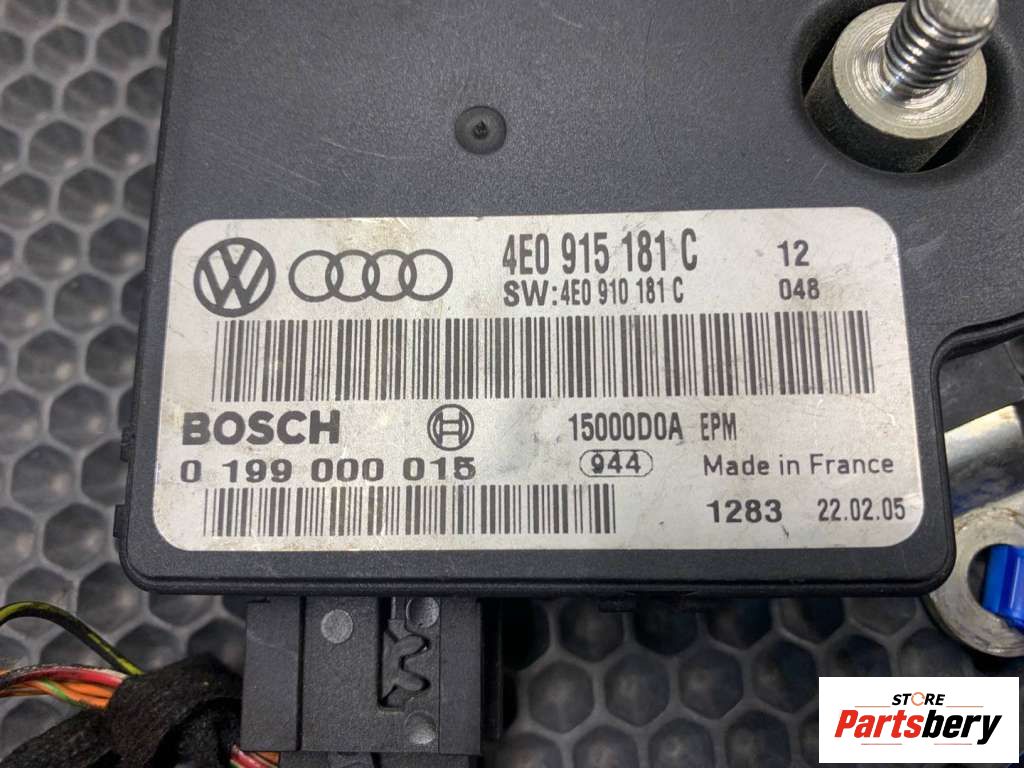 4E0 915 181 C 12
SW:4E0 910 181 C 048
BOSCH 15000D0A EPM
0 199 000 015 944 Made in France
1283 22.02.05
STORE
Partsbery